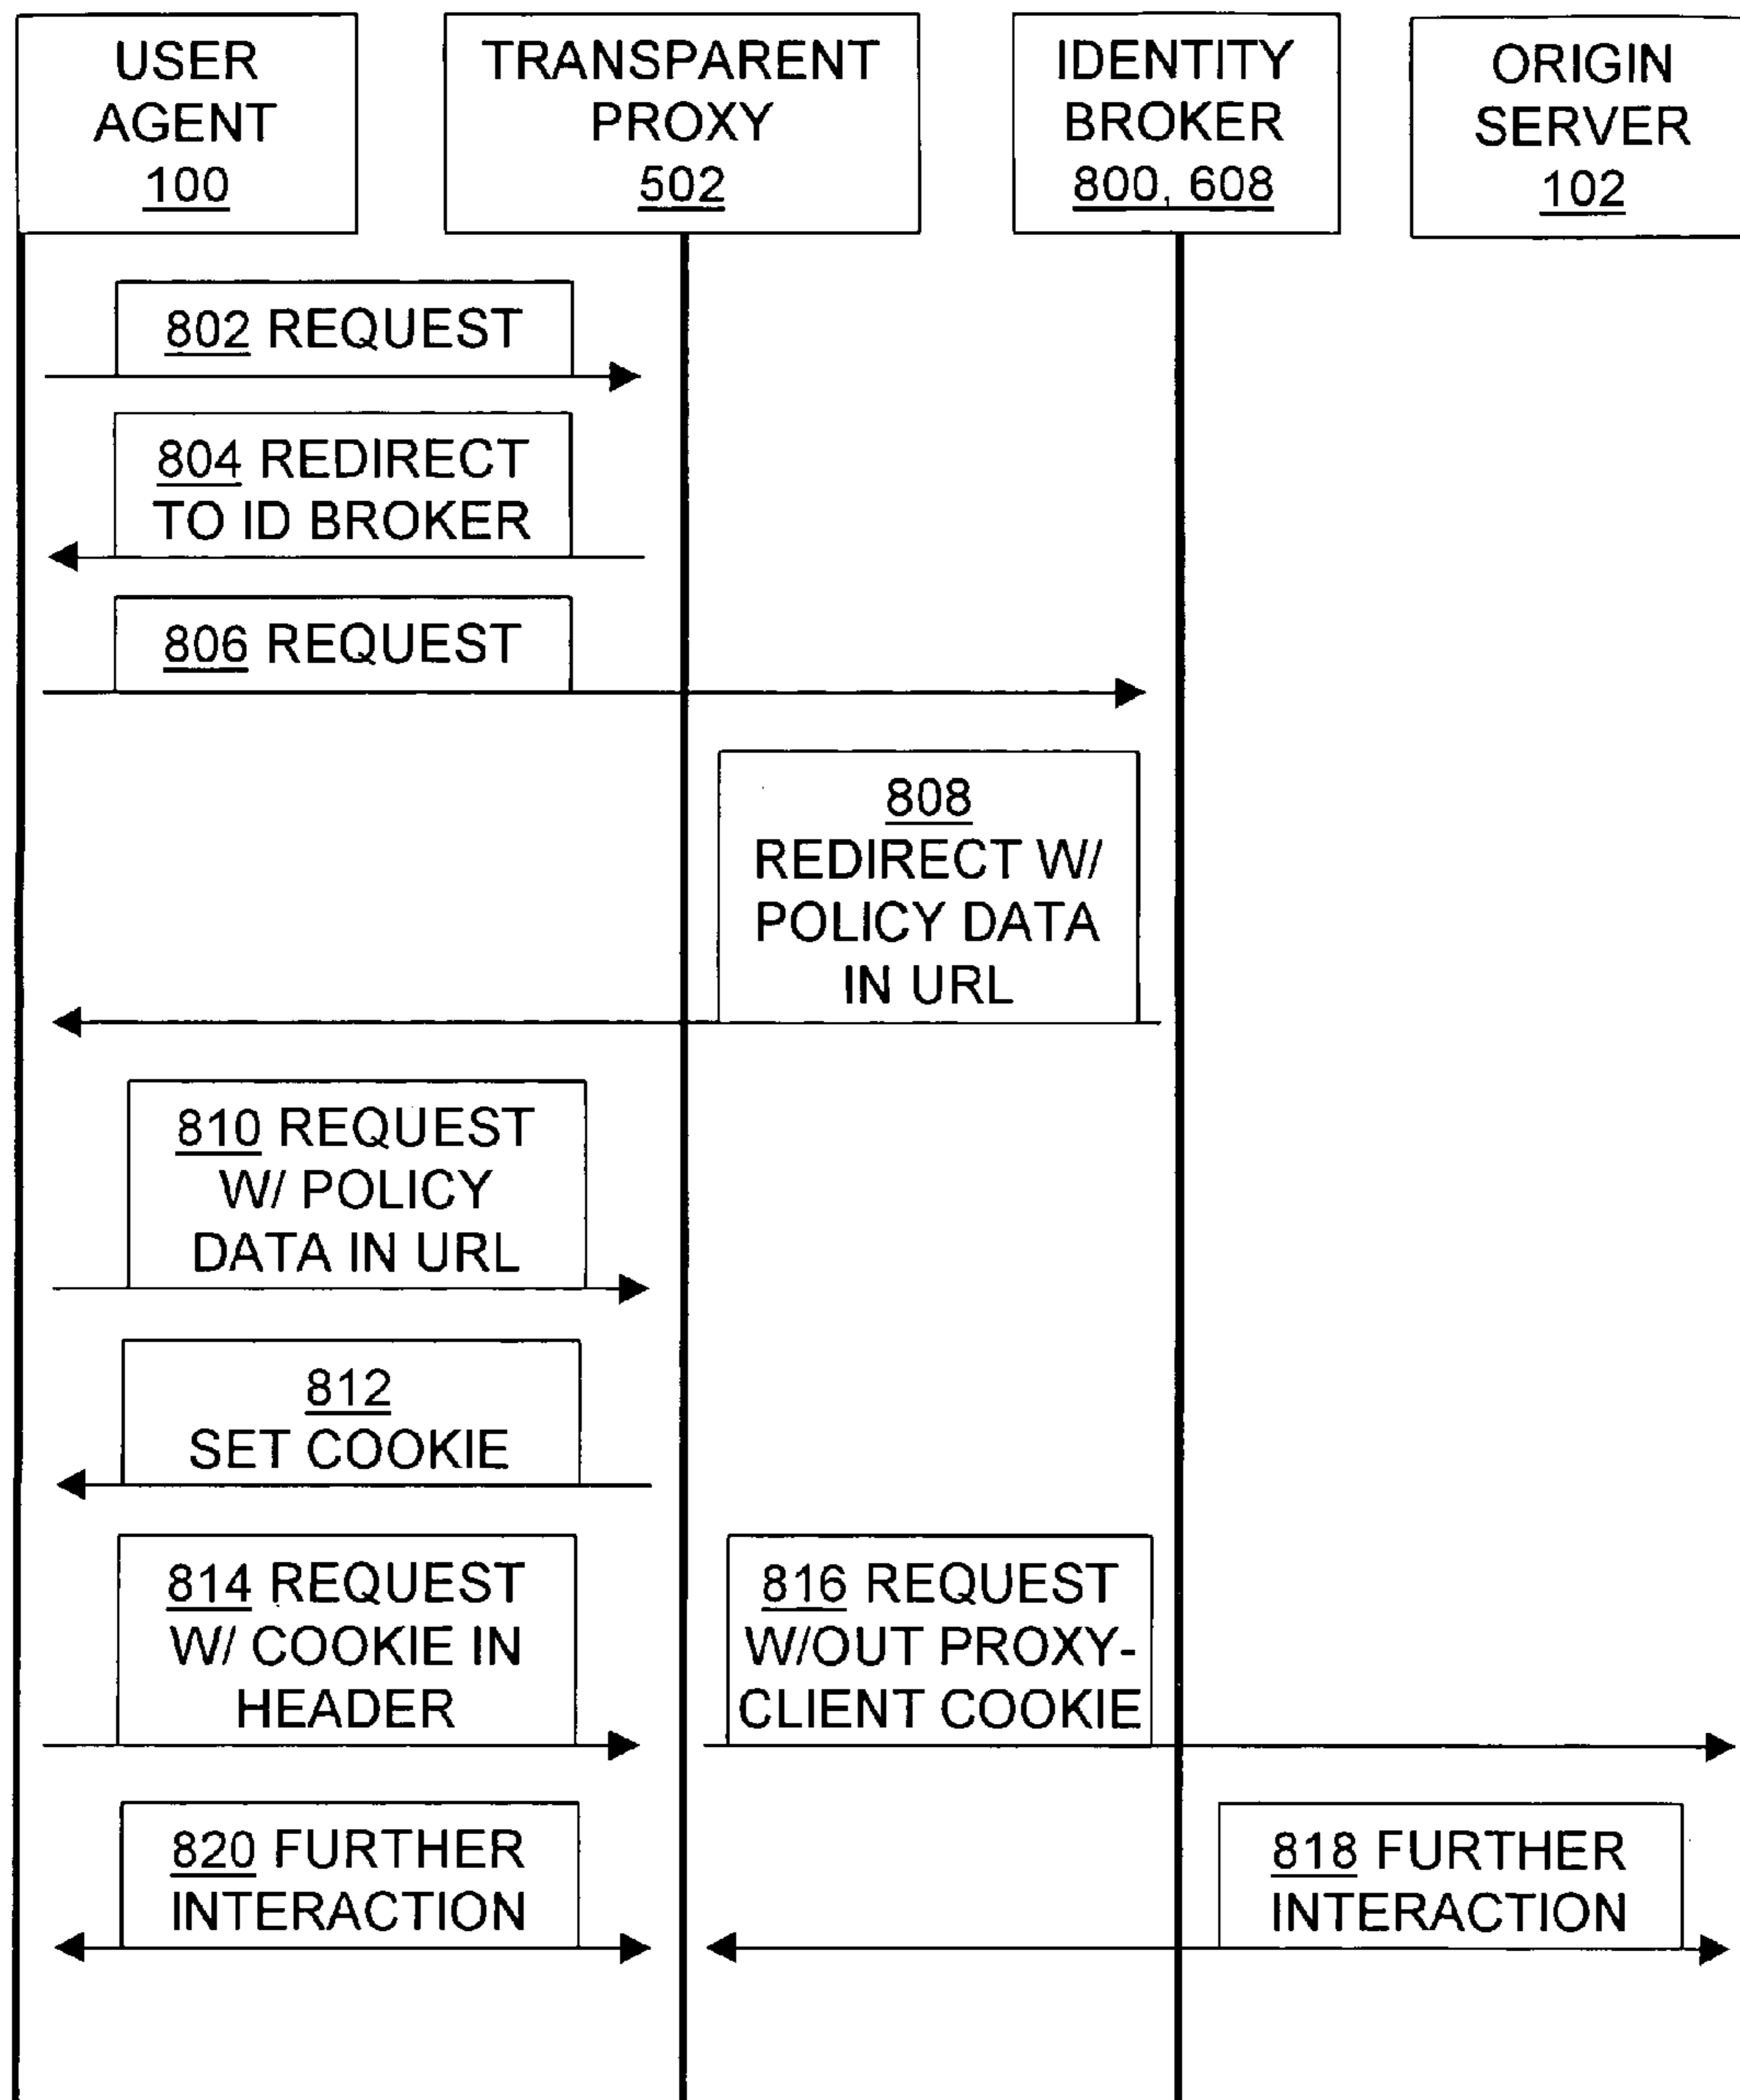 USER
AGENT
100
TRANSPARENT
PROXY
502
IDENTITY
BROKER
800, 608
ORIGIN
SERVER
102
802 REQUEST
804 REDIRECT
TO ID BROKER
806 REQUEST
808
REDIRECT W/
POLICY DATA
IN URL
810 REQUEST
W/ POLICY
DATA IN URL
812
SET COOKIE
814 REQUEST
W/ COOKIE IN
HEADER
816 REQUEST
W/OUT PROXY-
CLIENT COOKIE
820 FURTHER
INTERACTION
818 FURTHER
INTERACTION